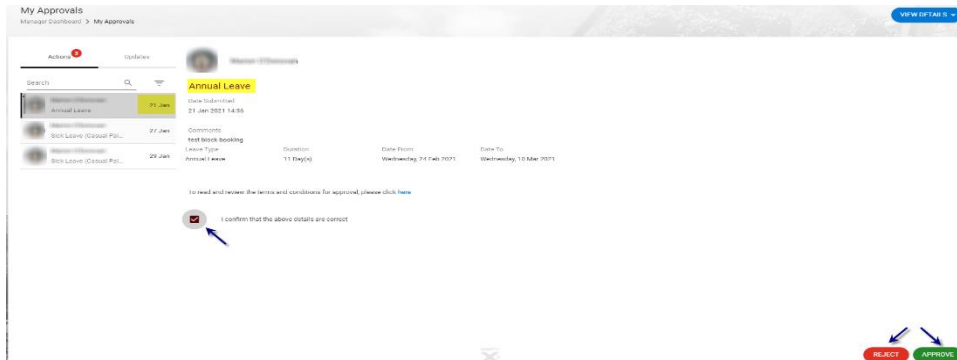 My Approvals
Manager Dashboard > My Approvals
VIEW DETAILS
Actions
Updates
Search
Annual Leave
21 Jan
Sick Leave (Casual Pai...
27 Jan
Sick Leave (Casual Pai...
29 Jan
Annual Leave
Date Submitted
21 Jan 2021 14:36
Comments
test block booking
Leave Type Duration Date From Date To
Annual Leave 11 Day(s) Wednesday, 24 Feb 2021 Wednesday, 10 Mar 2021
To read and review the terms and conditions for approval, please click here
I confirm that the above details are correct
REJECT APPROVE